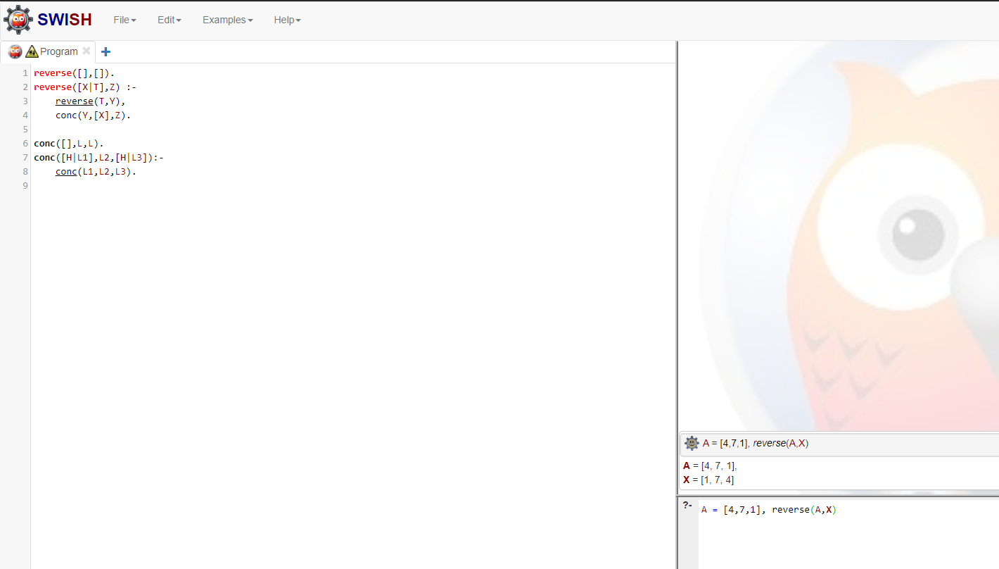 SWISH File Edit Examples Help
Program
1 reverse([],[]).
2 reverse([X|T],Z) :-
3     reverse(T,Y),
4     conc(Y,[X],Z).
5
6 conc([],L,L).
7 conc([H|L1],L2,[H|L3]):-
8     conc(L1,L2,L3).
9
A = [4,7,1], reverse(A,X)
A = [4, 7, 1],
X = [1, 7, 4]
?- A = [4,7,1], reverse(A,X)